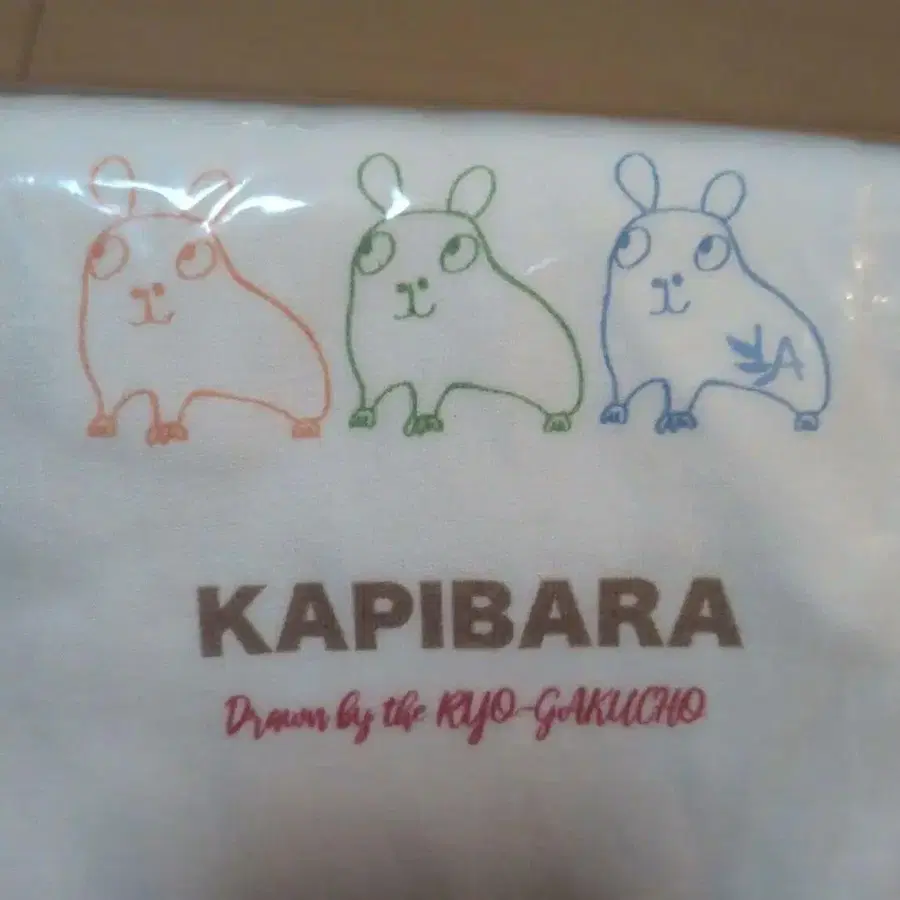 A
KAPIBARA
Drawn by the RYO-GAKUCHO